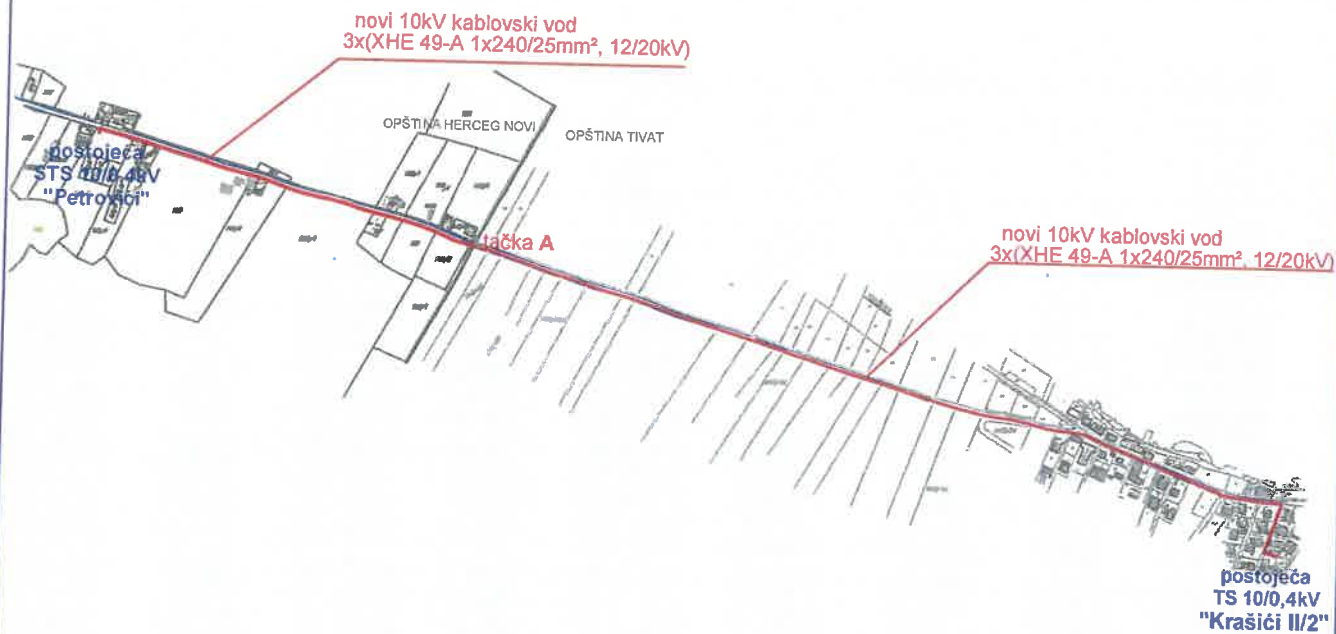 novi 10kV kablovski vod
3x(XHE 49-A 1x240/25mm², 12/20kV)
OPŠTINA HERCEG NOVI
OPŠTINA TIVAT
postojeća
STS 10/0,4kV
"Petrovići"
tačka A
novi 10kV kablovski vod
3x(XHE 49-A 1x240/25mm², 12/20kV)
postojeća
TS 10/0,4kV
"Krašići II/2"